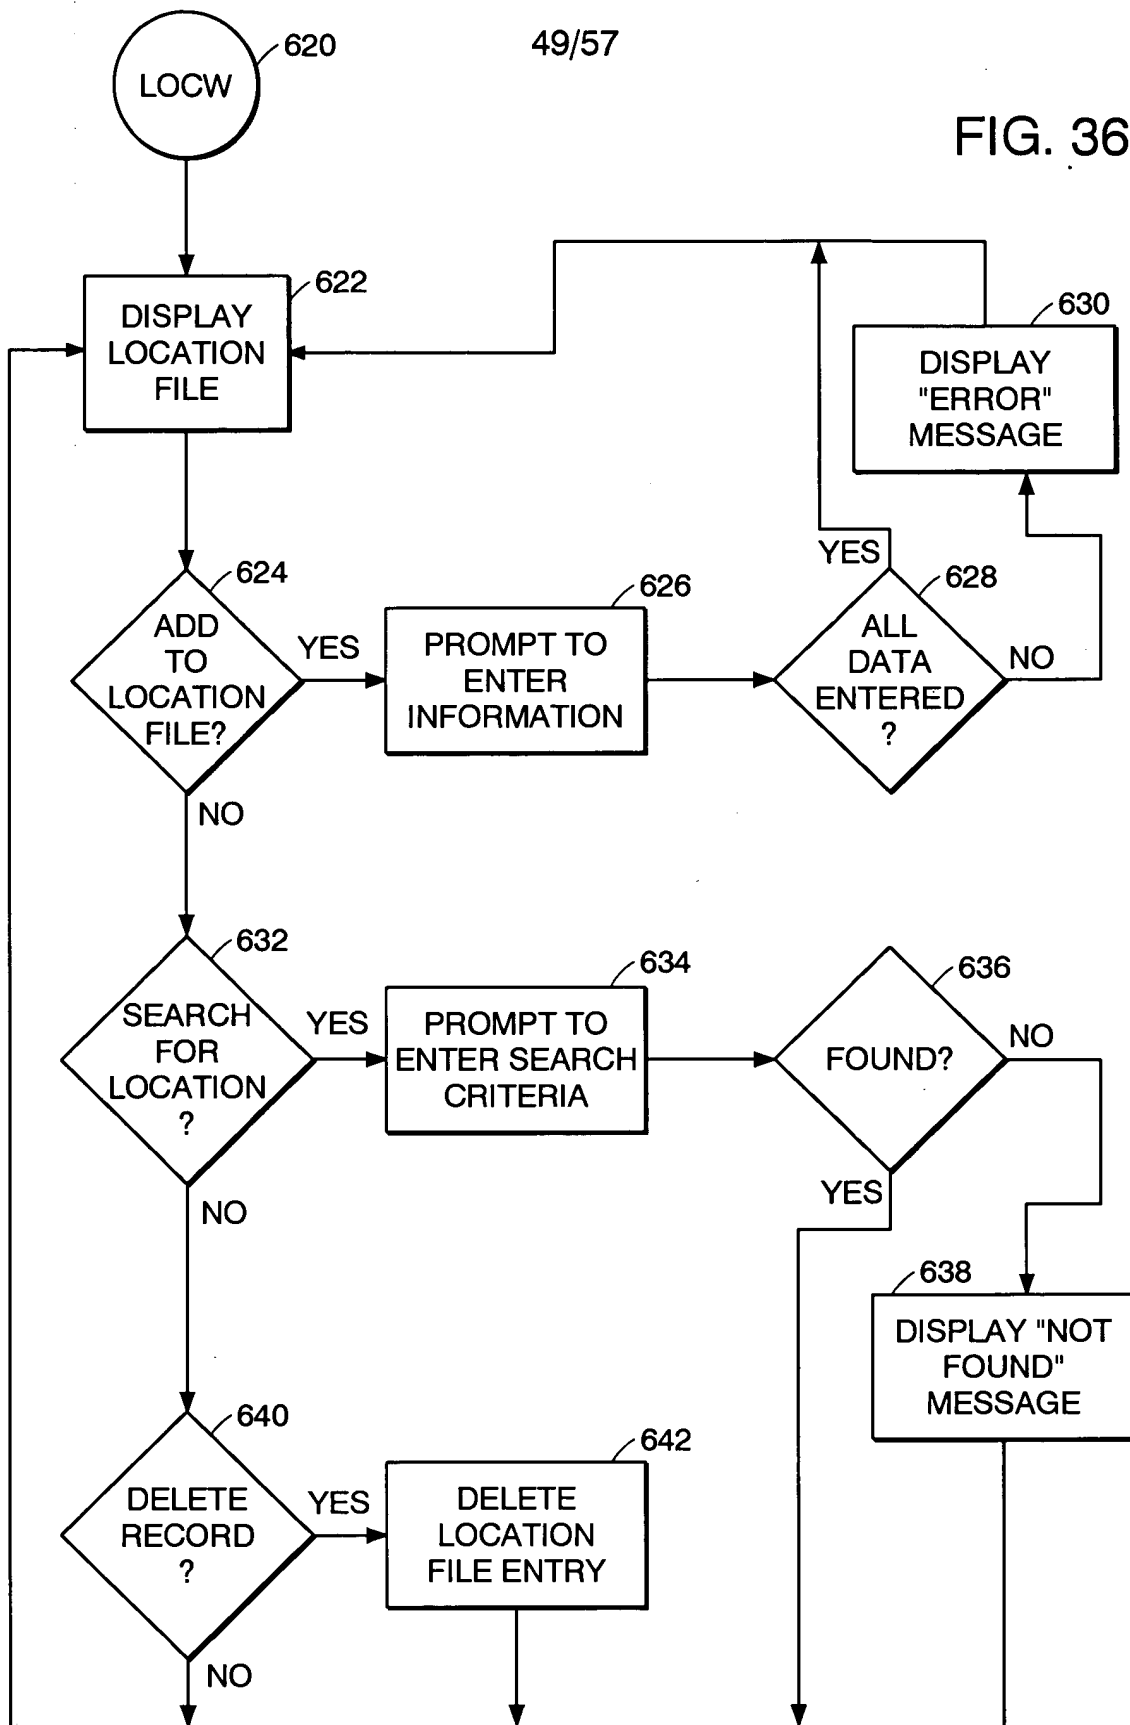 620
49/57
LOCW
FIG. 36
622
DISPLAY
LOCATION
FILE
630
DISPLAY
"ERROR"
MESSAGE
624
ADD
TO
LOCATION
FILE?
YES
626
PROMPT TO
ENTER
INFORMATION
YES
628
ALL
DATA
ENTERED
?
NO
NO
632
SEARCH
FOR
LOCATION
?
YES
634
PROMPT TO
ENTER SEARCH
CRITERIA
636
FOUND?
NO
YES
NO
638
DISPLAY "NOT
FOUND"
MESSAGE
640
DELETE
RECORD
?
YES
642
DELETE
LOCATION
FILE ENTRY
NO